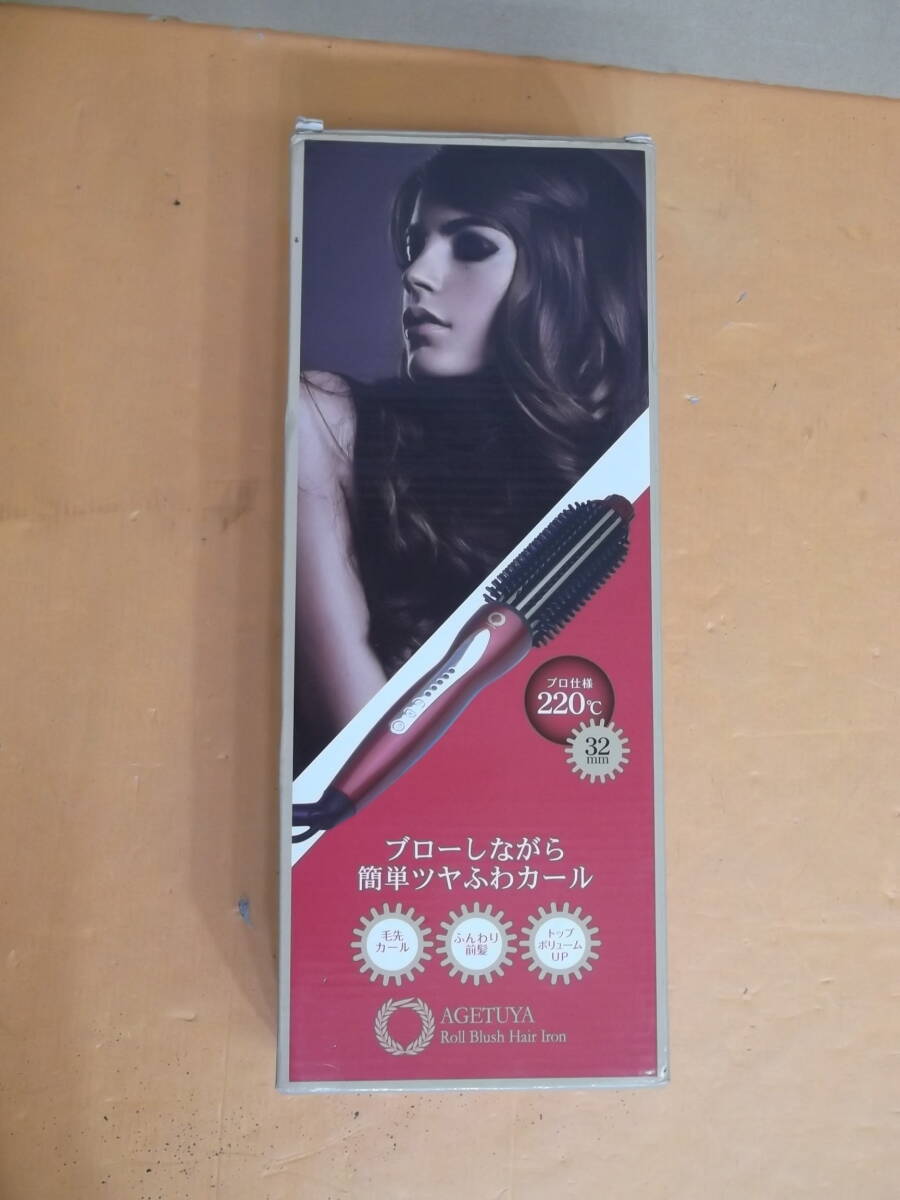 プロ仕様
220℃
32
mm
ブローしながら
簡単ツヤふわカール
毛先
カール
ふんわり
前髪
トップ
ボリューム
UP
AGETUYA
Roll Blush Hair Iron